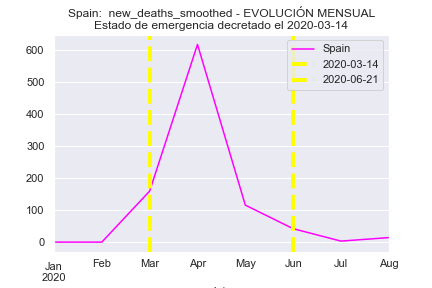 Spain: new_deaths_smoothed - EVOLUCIÓN MENSUAL
Estado de emergencia decretado el 2020-03-14
Spain
2020-03-14
2020-06-21
600
500
400
300
200
100
0
Jan Feb Mar Apr May Jun Jul Aug
2020